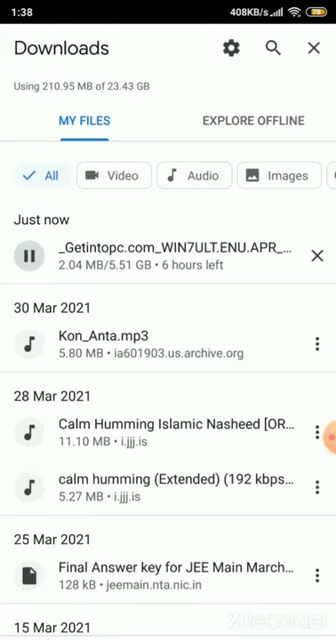 1:38 408KB/s 79
Downloads
Using 210.95 MB of 23.43 GB
MY FILES EXPLORE OFFLINE
All Video Audio Images
Just now
_Getintopc.com_WIN7ULT.ENU.APR_...
2.04 MB/5.51 GB • 6 hours left
30 Mar 2021
Kon_Anta.mp3
5.80 MB • ia601903.us.archive.org
28 Mar 2021
Calm Humming Islamic Nasheed [OR...
11.10 MB • i.jjj.is
calm humming (Extended) (192 kbps...
5.27 MB • i.jjj.is
25 Mar 2021
Final Answer key for JEE Main March...
128 kB • jeemain.nta.nic.in
15 Mar 2021